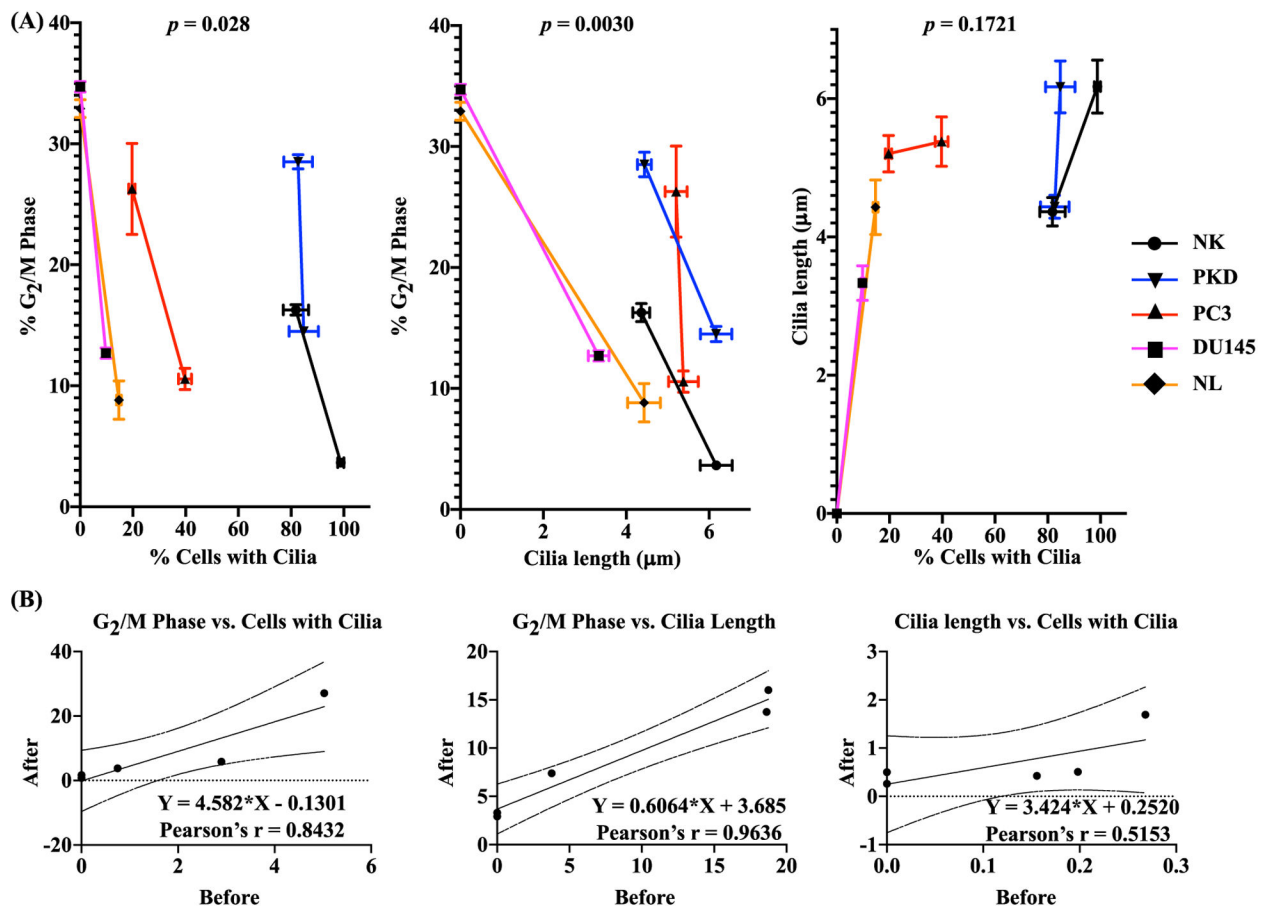 (A)
p = 0.028
p = 0.0030
p = 0.1721
40
30
20
10
0
% G2/M Phase
0 20 40 60 80 100
% Cells with Cilia
40
30
20
10
0
% G2/M Phase
0 2 4 6
Cilia length (μm)
6
4
2
0
Cilia length (μm)
0 20 40 60 80 100
% Cells with Cilia
NK
PKD
PC3
DU145
NL
(B)
G2/M Phase vs. Cells with Cilia
40
20
0
-20
After
Y = 4.582*X - 0.1301
Pearson's r = 0.8432
0 2 4 6
Before
G2/M Phase vs. Cilia Length
20
15
10
5
0
After
Y = 0.6064*X + 3.685
Pearson's r = 0.9636
0 5 10 15 20
Before
Cilia length vs. Cells with Cilia
3
2
1
0
-1
After
Y = 3.424*X + 0.2520
Pearson's r = 0.5153
0.0 0.1 0.2 0.3
Before